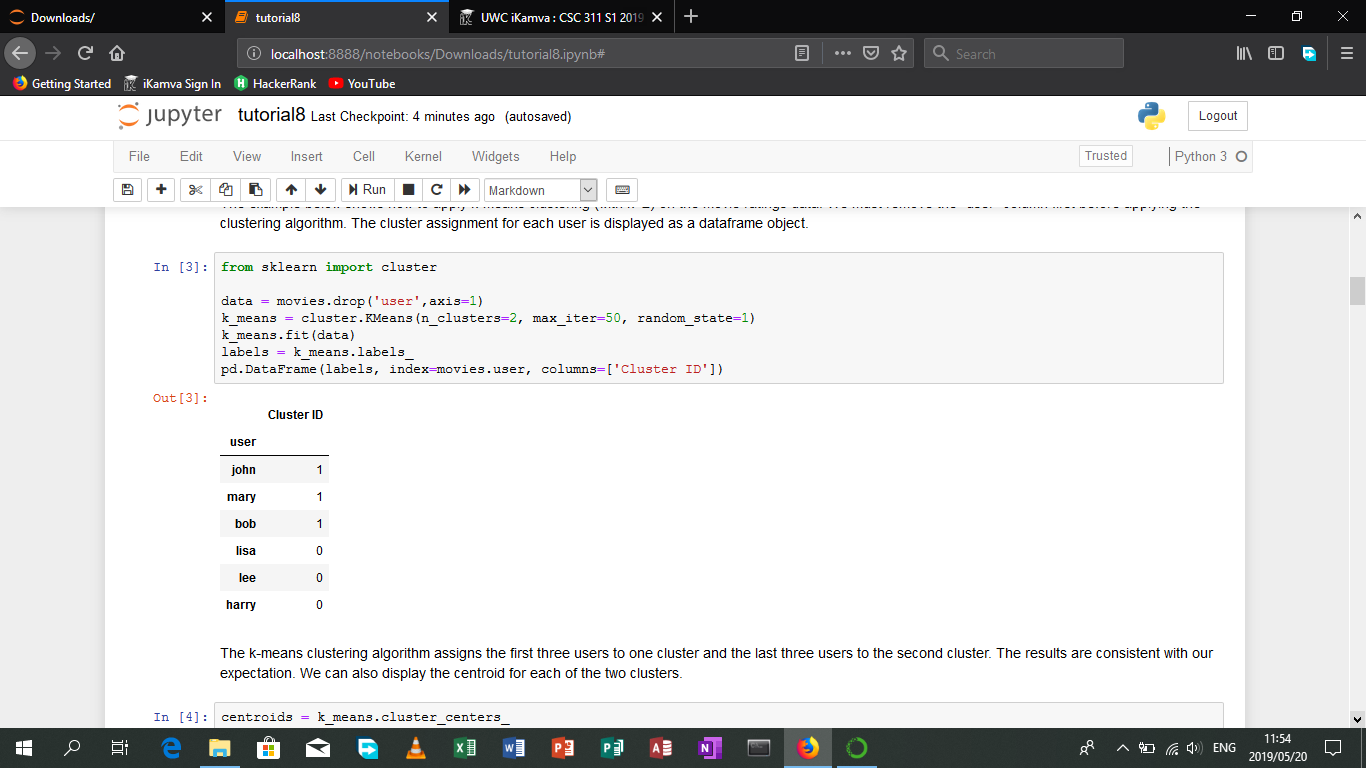 Downloads/
tutorial8
UWC iKamva : CSC 311 S1 2019
localhost:8888/notebooks/Downloads/tutorial8.ipynb#
Search
Getting Started
iKamva Sign In
HackerRank
YouTube
jupyter tutorial8 Last Checkpoint: 4 minutes ago (autosaved)
Logout
File Edit View Insert Cell Kernel Widgets Help
Trusted
Python 3
Run
Markdown
clustering algorithm. The cluster assignment for each user is displayed as a dataframe object.
In [3]: from sklearn import cluster
data = movies.drop('user',axis=1)
k_means = cluster.KMeans(n_clusters=2, max_iter=50, random_state=1)
k_means.fit(data)
labels = k_means.labels_
pd.DataFrame(labels, index=movies.user, columns=['Cluster ID'])
Out[3]:
Cluster ID
user
john 1
mary 1
bob 1
lisa 0
lee 0
harry 0
The k-means clustering algorithm assigns the first three users to one cluster and the last three users to the second cluster. The results are consistent with our
expectation. We can also display the centroid for each of the two clusters.
In [4]: centroids = k_means.cluster_centers_
ENG
11:54
2019/05/20